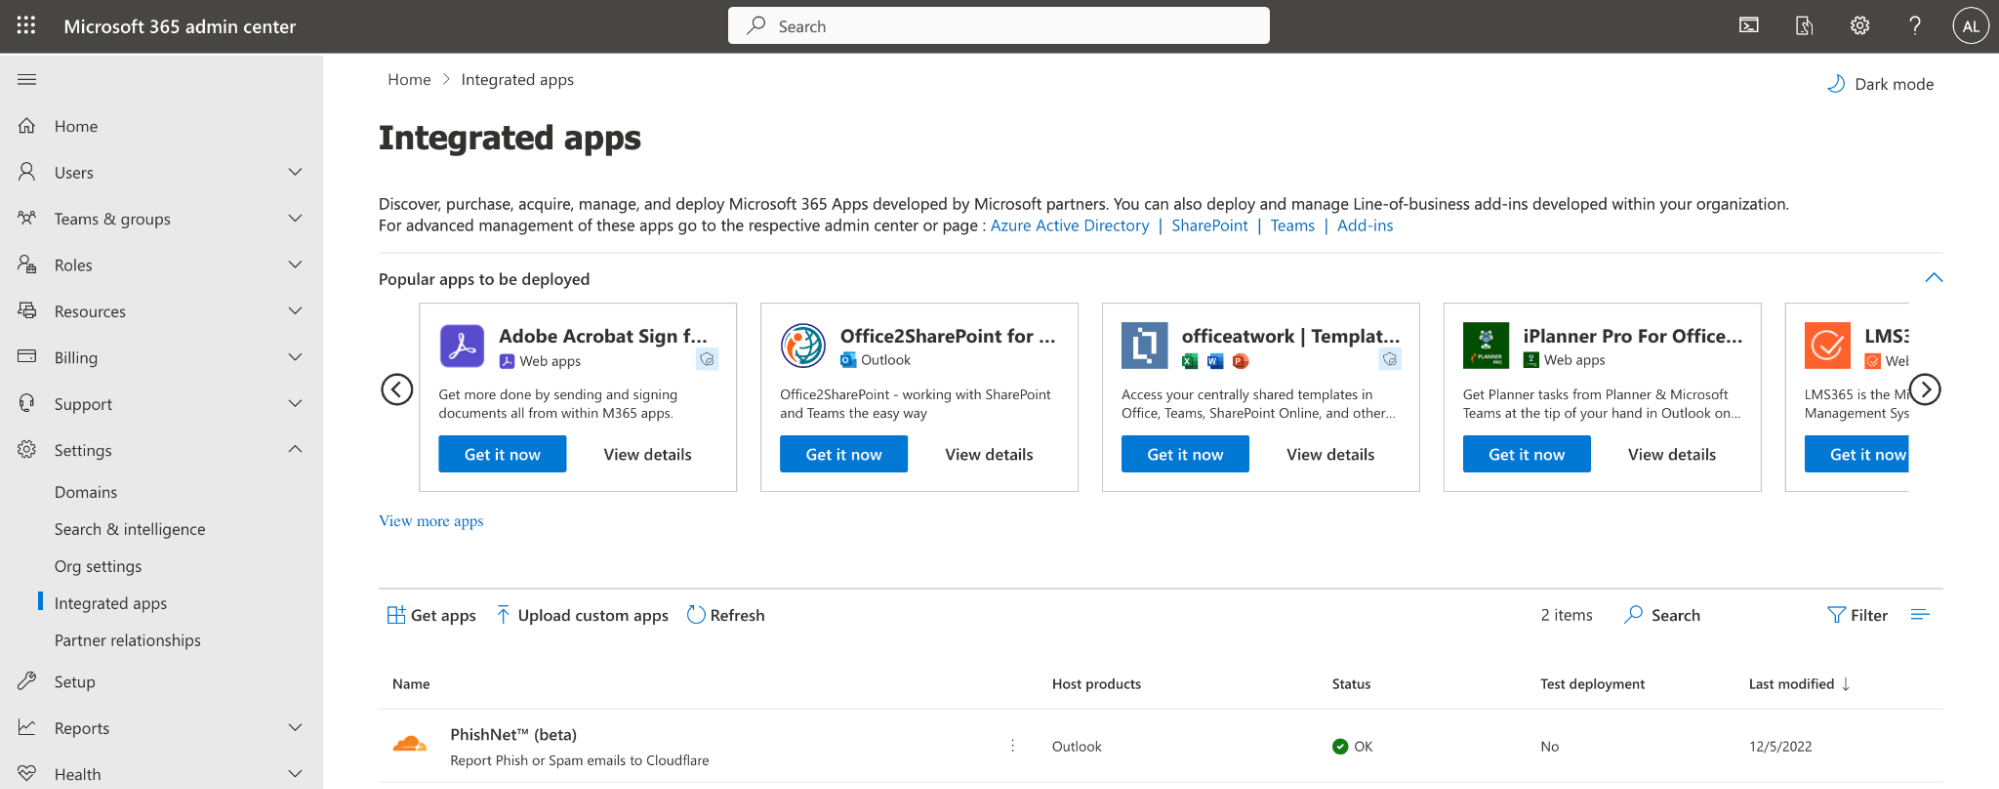 Microsoft 365 admin center
Search
AL
Home
Users
Teams & groups
Roles
Resources
Billing
Support
Settings
Domains
Search & intelligence
Org settings
Integrated apps
Partner relationships
Setup
Reports
Health
Home > Integrated apps
Dark mode
Integrated apps
Discover, purchase, acquire, manage, and deploy Microsoft 365 Apps developed by Microsoft partners. You can also deploy and manage Line-of-business add-ins developed within your organization.
For advanced management of these apps go to the respective admin center or page : Azure Active Directory | SharePoint | Teams | Add-ins
Popular apps to be deployed
Adobe Acrobat Sign f...
Web apps
Get more done by sending and signing
documents all from within M365 apps.
Get it now View details
Office2SharePoint for ...
Outlook
Office2SharePoint - working with SharePoint
and Teams the easy way
Get it now View details
officeatwork | Templat...
Access your centrally shared templates in
Office, Teams, SharePoint Online, and other...
Get it now View details
PLANNER
PRO
iPlanner Pro For Office...
Web apps
Get Planner tasks from Planner & Microsoft
Teams at the tip of your hand in Outlook on...
Get it now View details
LMS3
Web
LMS365 is the Mi
Management Sys
Get it now
View more apps
Get apps Upload custom apps Refresh 2 items Search Filter
Name Host products Status Test deployment Last modified ↓
PhishNet™ (beta)
Report Phish or Spam emails to Cloudflare
Outlook OK No 12/5/2022